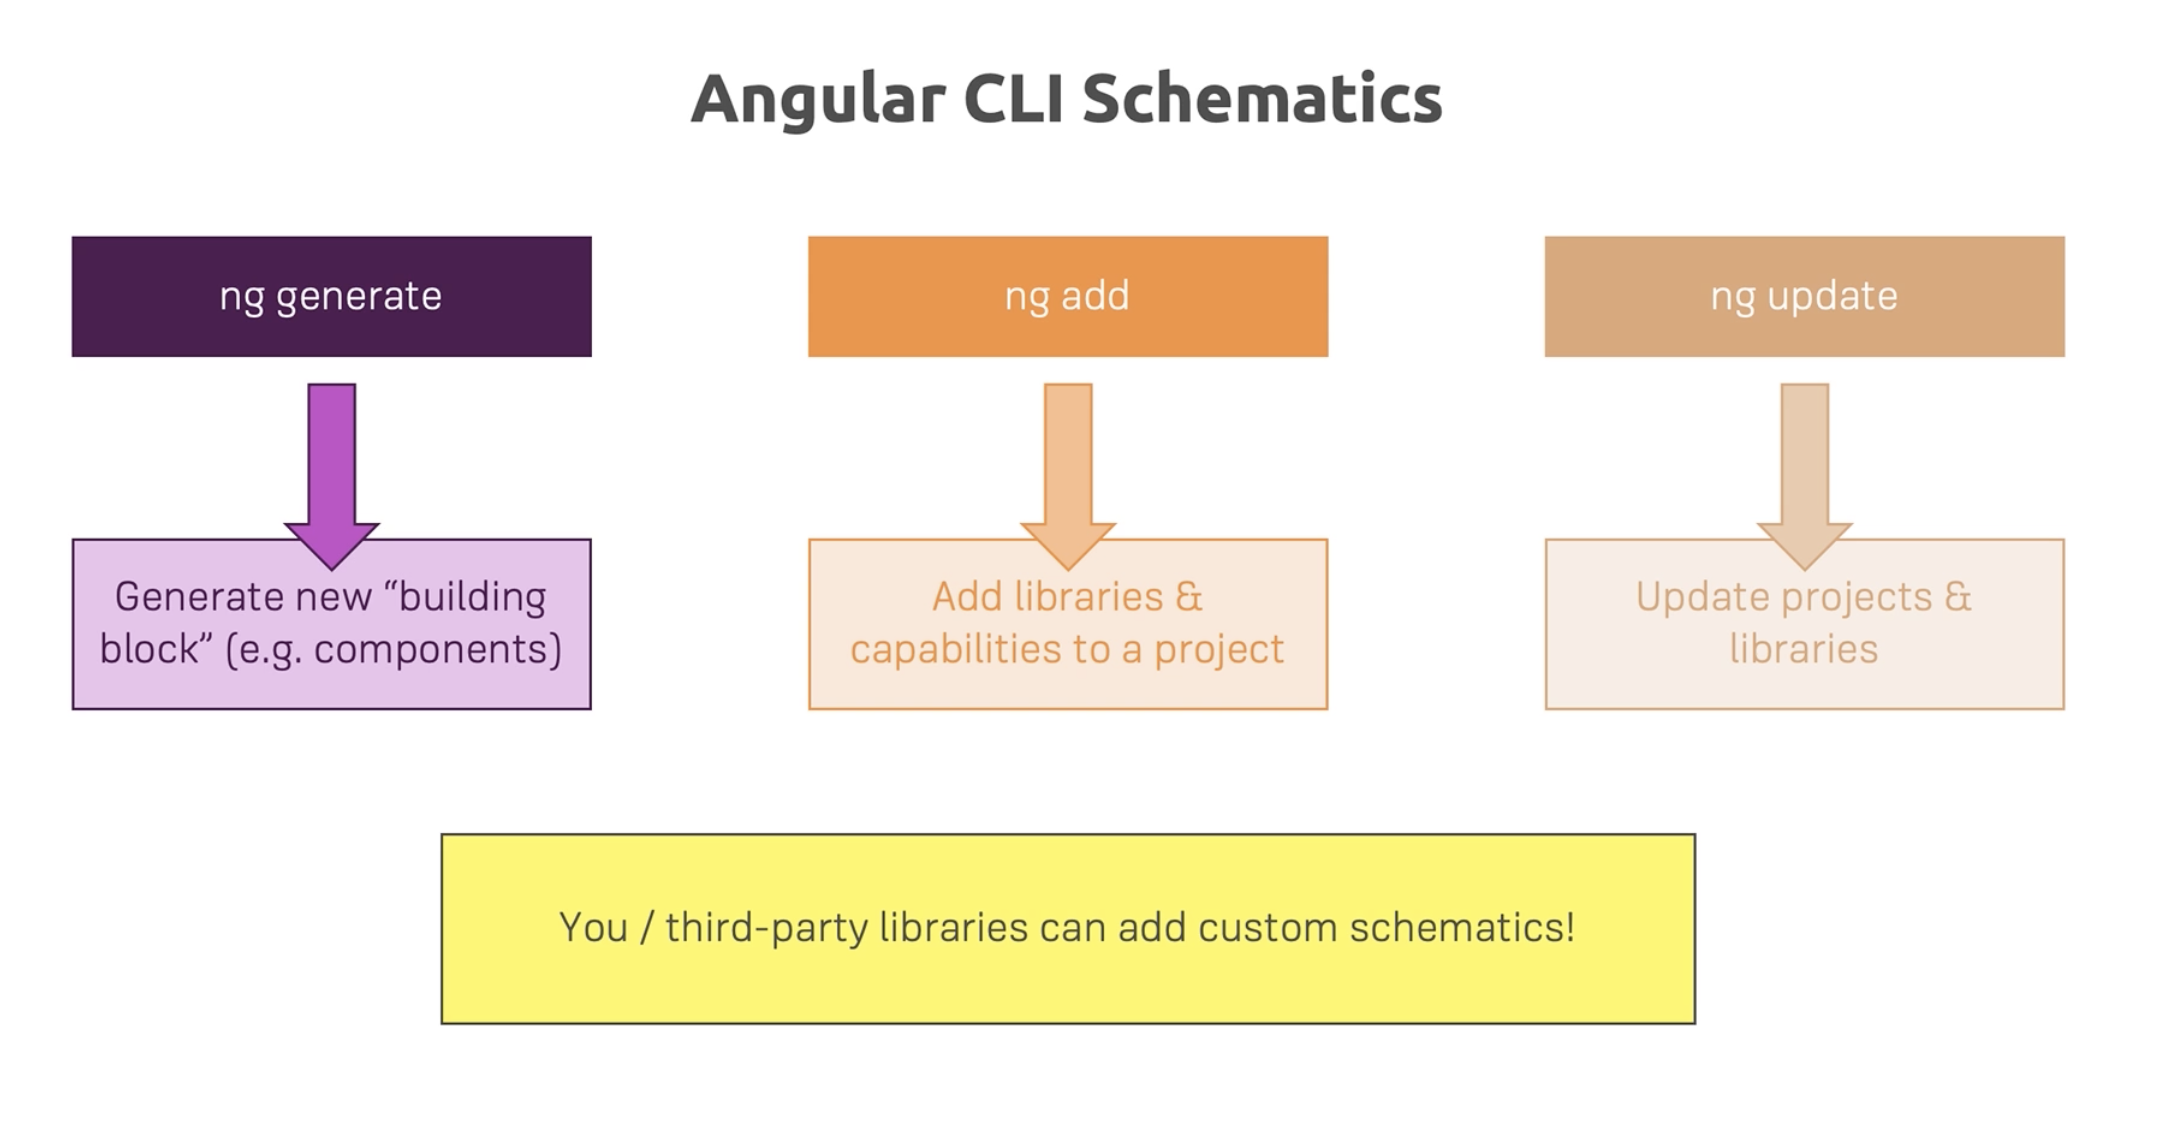 Angular CLI Schematics
ng generate
ng add
ng update
Generate new “building
block” (e.g. components)
Add libraries &
capabilities to a project
Update projects &
libraries
You / third-party libraries can add custom schematics!